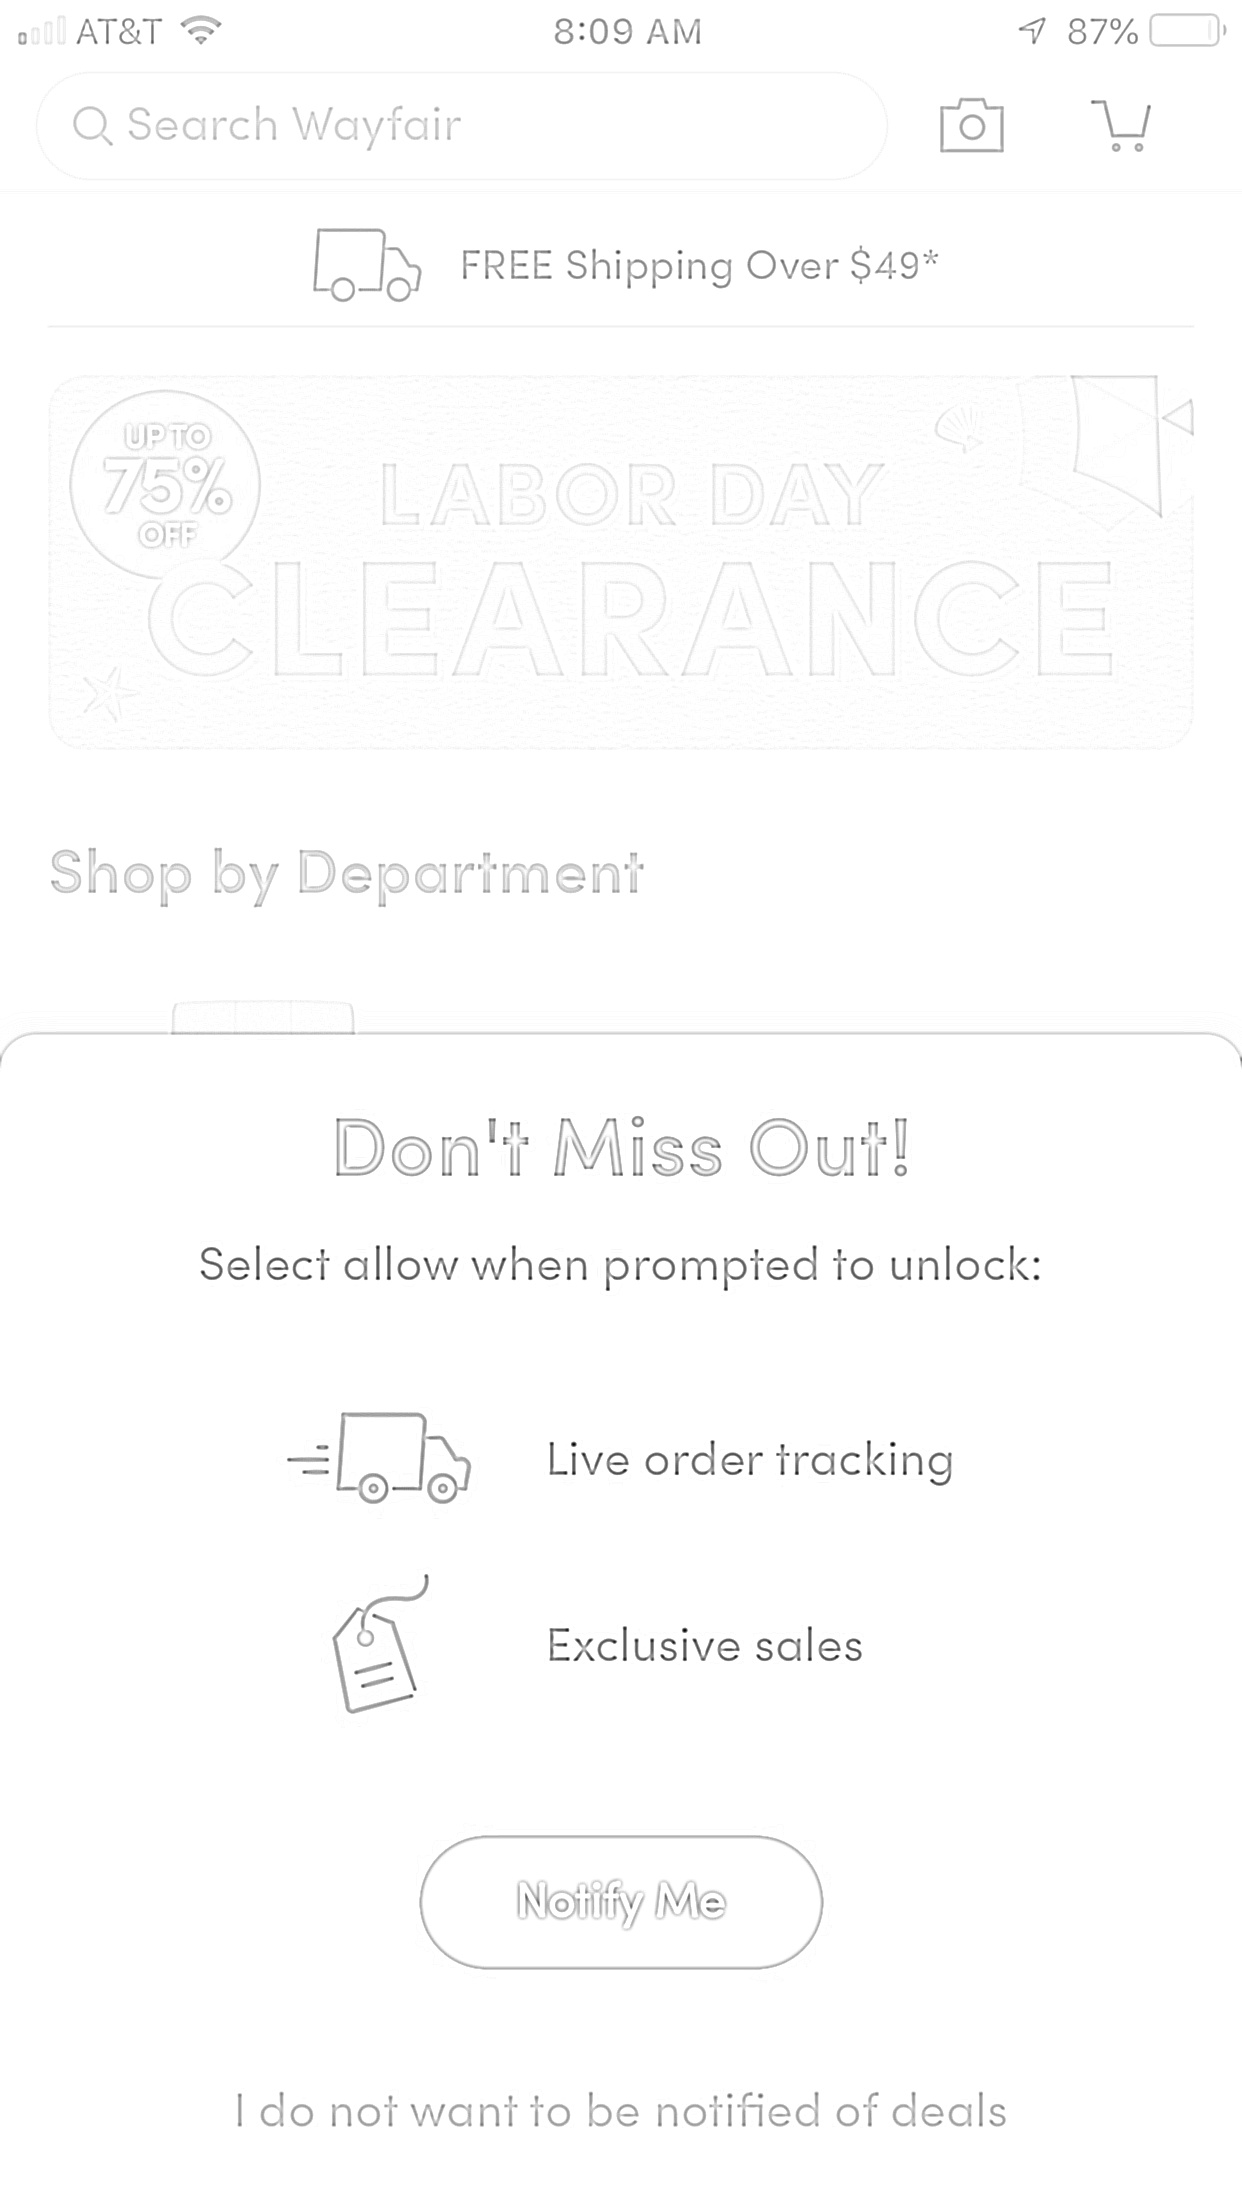 AT&T 8:09 AM 87%
Search Wayfair
FREE Shipping Over $49*
UP TO
75%
OFF
LABOR DAY
CLEARANCE
Shop by Department
Don't Miss Out!
Select allow when prompted to unlock:
Live order tracking
Exclusive sales
Notify Me
I do not want to be notified of deals